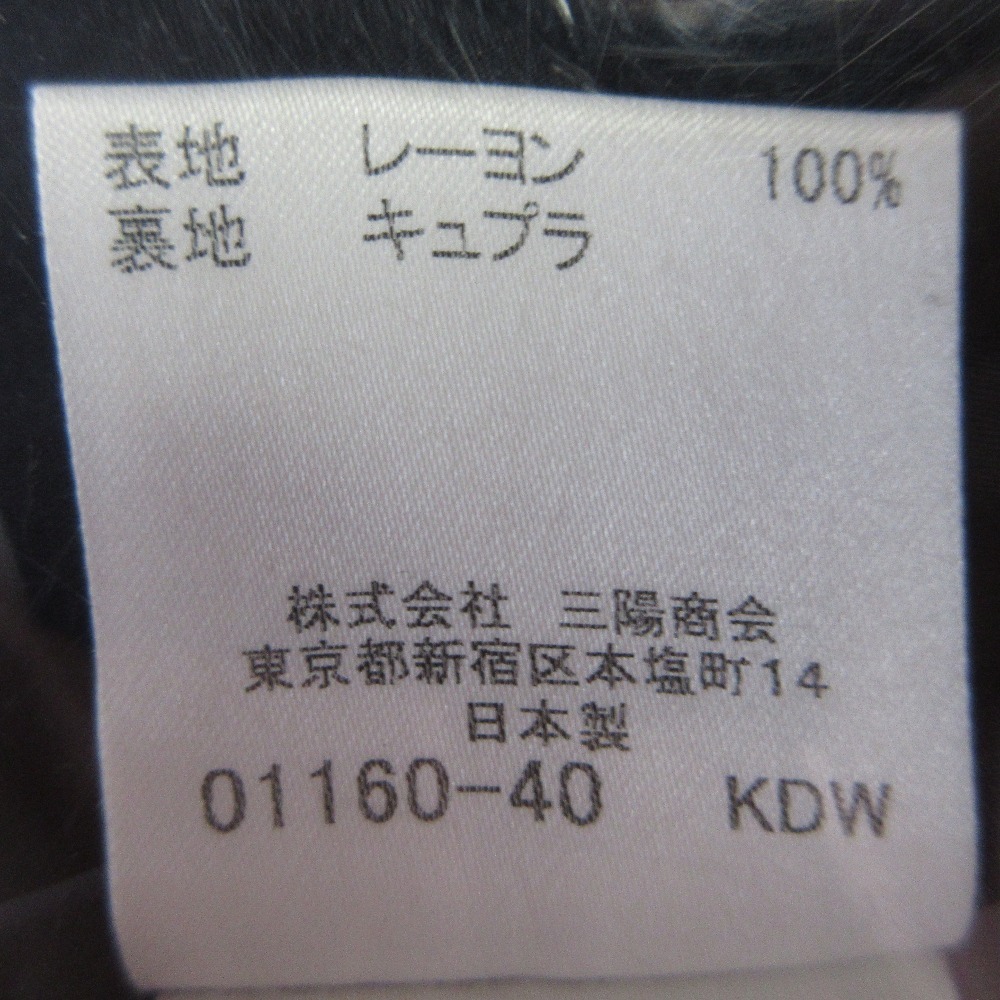 表地 レーヨン 100%
裏地 キュプラ
株式会社 三陽商会
東京都新宿区本塩町14
日本製
01160-40 KDW